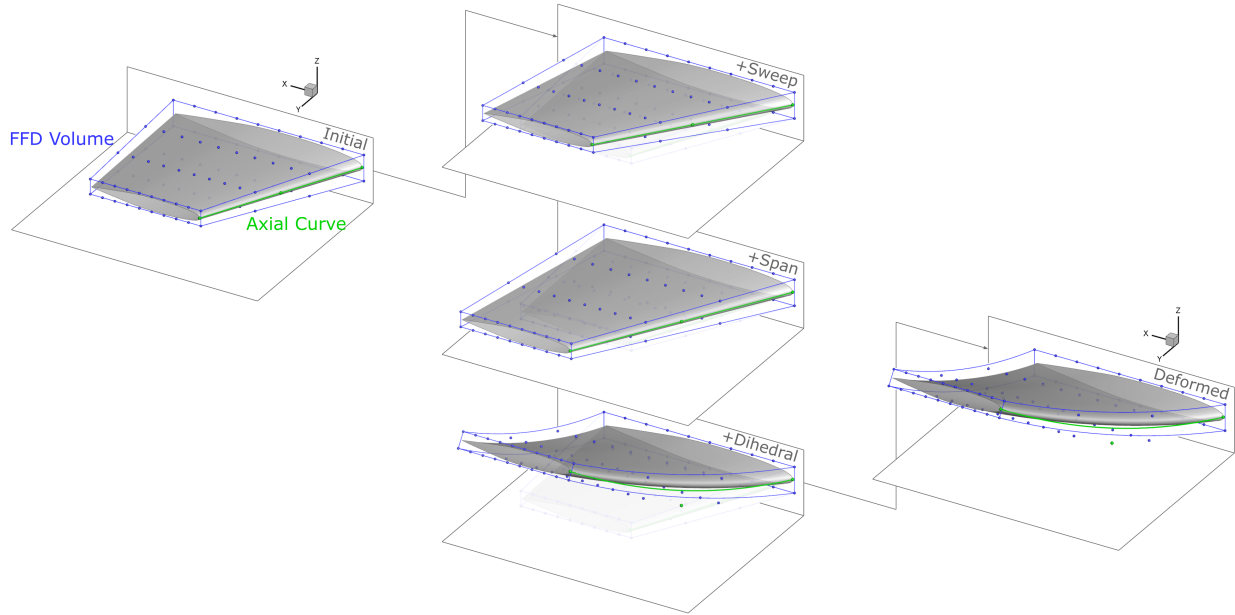 FFD Volume
X
Z
Y
Initial
Axial Curve
+Sweep
+Span
+Dihedral
X
Z
Y
Deformed